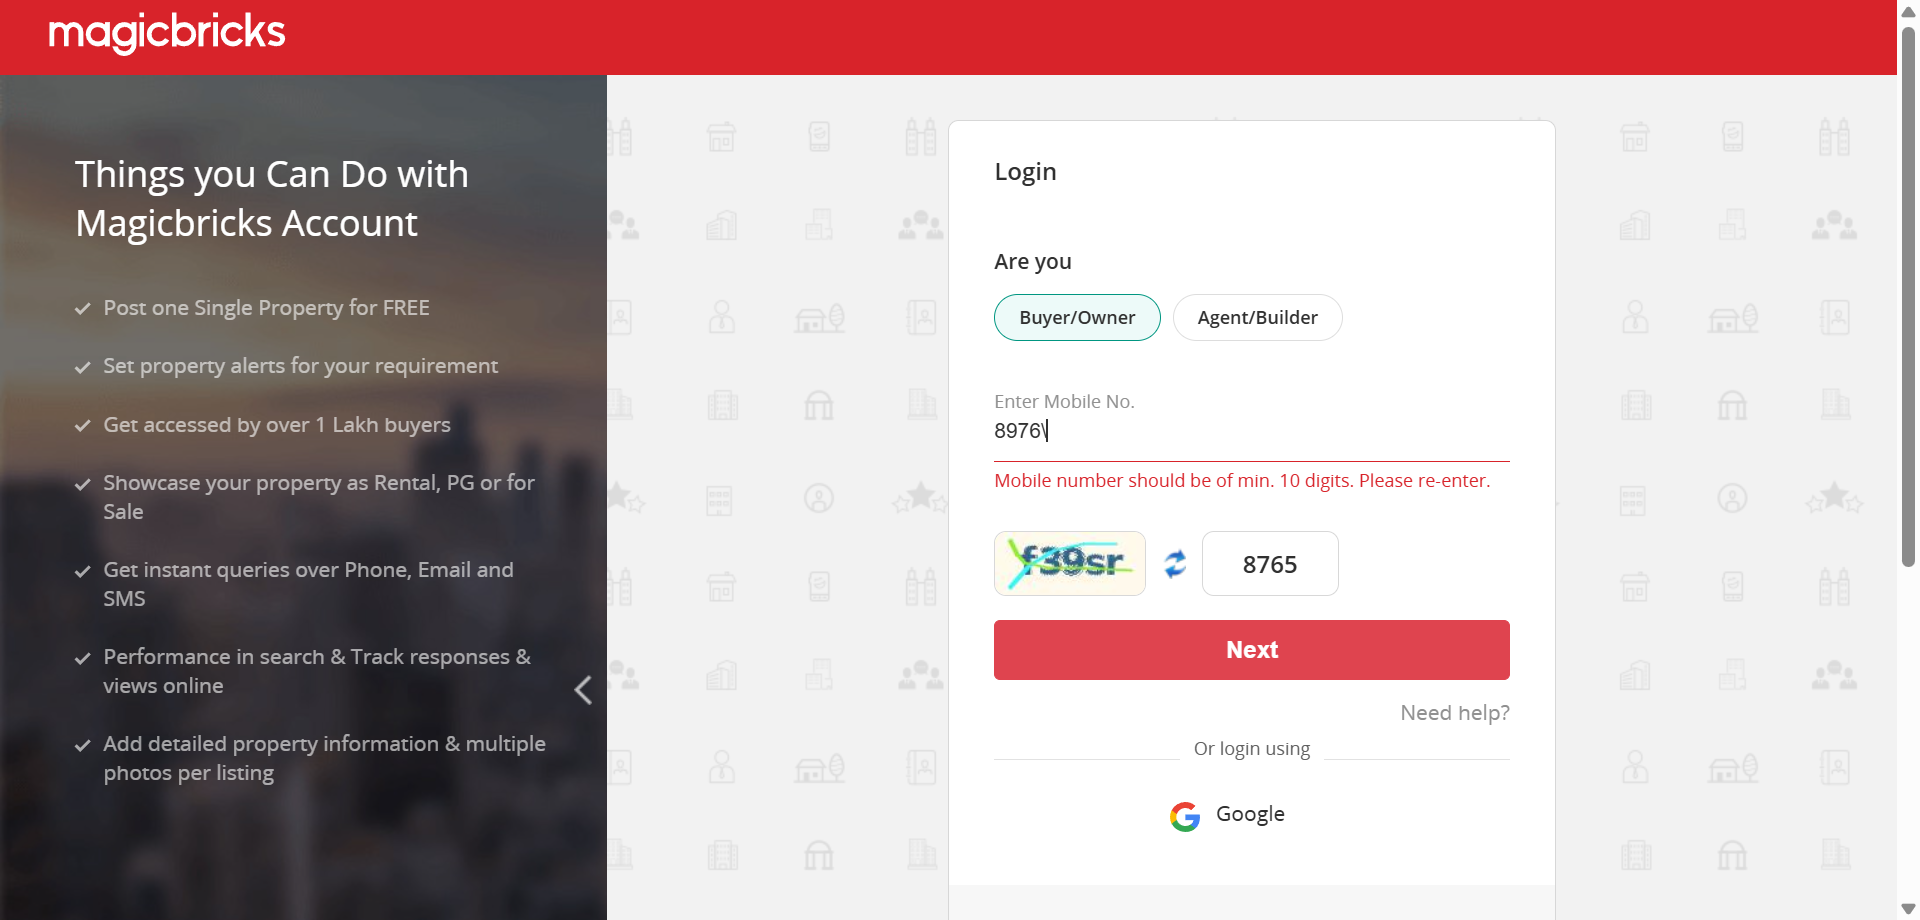 magicbricks
Things you Can Do with
Magicbricks Account
Post one Single Property for FREE
Set property alerts for your requirement
Get accessed by over 1 Lakh buyers
Showcase your property as Rental, PG or for
Sale
Get instant queries over Phone, Email and
SMS
Performance in search & Track responses &
views online
Add detailed property information & multiple
photos per listing
Login
Are you
Buyer/Owner Agent/Builder
Enter Mobile No.
8976\
Mobile number should be of min. 10 digits. Please re-enter.
f39sr 8765
Next
Need help?
Or login using
Google